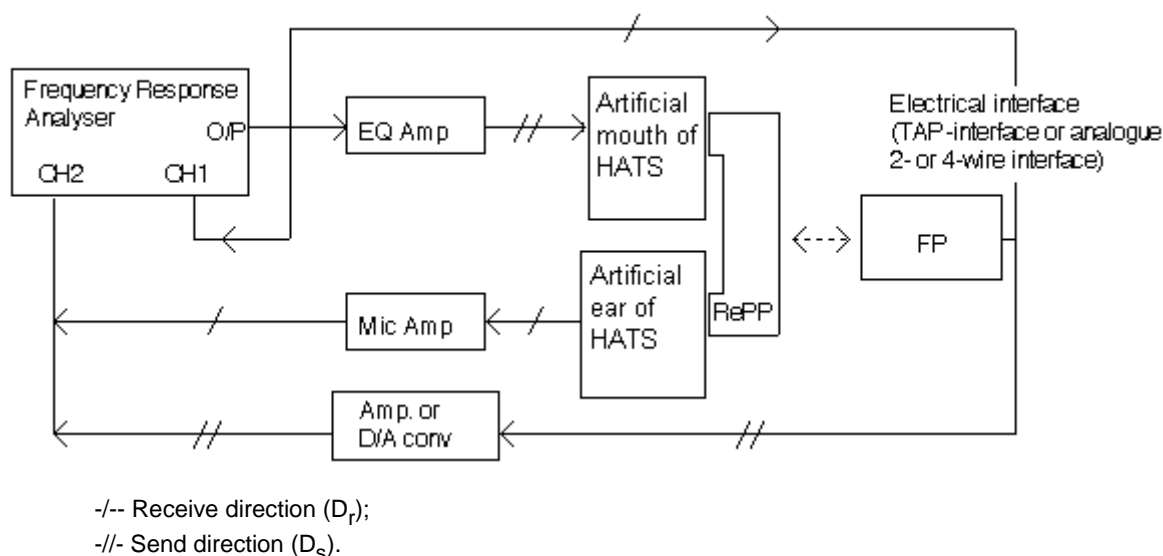 Frequency Response
Analyser
O/P
CH2
CH1
EQ Amp
Artificial
mouth of
HATS
Electrical interface
(TAP-interface or analogue
2- or 4-wire interface)
FP
Artificial
ear of
HATS
RePP
Mic Amp
Amp. or
D/A conv
-/-- Receive direction (Dr);
-//- Send direction (Ds).